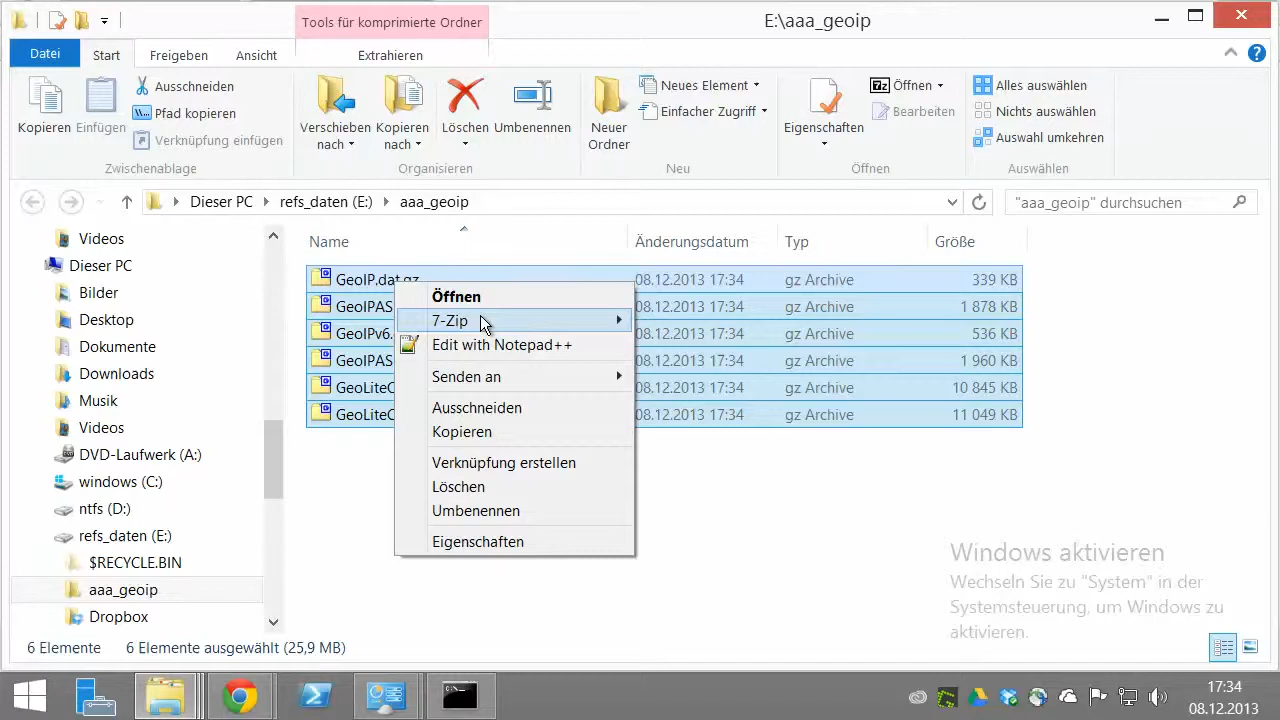 Tools für komprimierte Ordner
E:\aaa_geoip
Datei
Start
Freigeben
Ansicht
Extrahieren
Kopieren
Einfügen
Ausschneiden
Pfad kopieren
Verknüpfung einfügen
Zwischenablage
Verschieben nach
Kopieren nach
Löschen
Umbenennen
Organisieren
Neuer Ordner
Neues Element
Einfacher Zugriff
Neu
Eigenschaften
Öffnen
Bearbeiten
Öffnen
Alles auswählen
Nichts auswählen
Auswahl umkehren
Auswählen
Dieser PC
refs_daten (E:)
aaa_geoip
"aaa_geoip" durchsuchen
Videos
Dieser PC
Bilder
Desktop
Dokumente
Downloads
Musik
Videos
DVD-Laufwerk (A:)
windows (C:)
ntfs (D:)
refs_daten (E:)
$RECYCLE.BIN
aaa_geoip
Dropbox
Name Änderungsdatum Typ Größe
GeoIP.dat.gz 08.12.2013 17:34 gz Archive 339 KB
GeoIPAS 08.12.2013 17:34 gz Archive 1 878 KB
GeoIPv6. 08.12.2013 17:34 gz Archive 536 KB
GeoIPAS 08.12.2013 17:34 gz Archive 1 960 KB
GeoLiteC 08.12.2013 17:34 gz Archive 10 845 KB
GeoLiteC 08.12.2013 17:34 gz Archive 11 049 KB
Öffnen
7-Zip
Edit with Notepad++
Senden an
Ausschneiden
Kopieren
Verknüpfung erstellen
Löschen
Umbenennen
Eigenschaften
Windows aktivieren
Wechseln Sie zu "System" in der
Systemsteuerung, um Windows zu
aktivieren.
6 Elemente
6 Elemente ausgewählt (25,9 MB)
17:34
08.12.2013